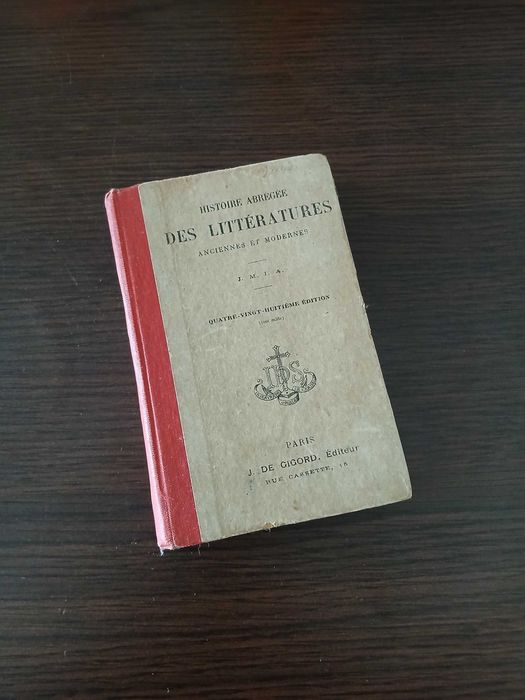 HISTOIRE ABRÉGÉE
DES LITTÉRATURES
ANCIENNES ET MODERNES
J. M. J. A.
QUATRE-VINGT-HUITIÈME ÉDITION
IHS
PARIS
J. DE GIGORD, Éditeur
RUE CASSETTE, 15